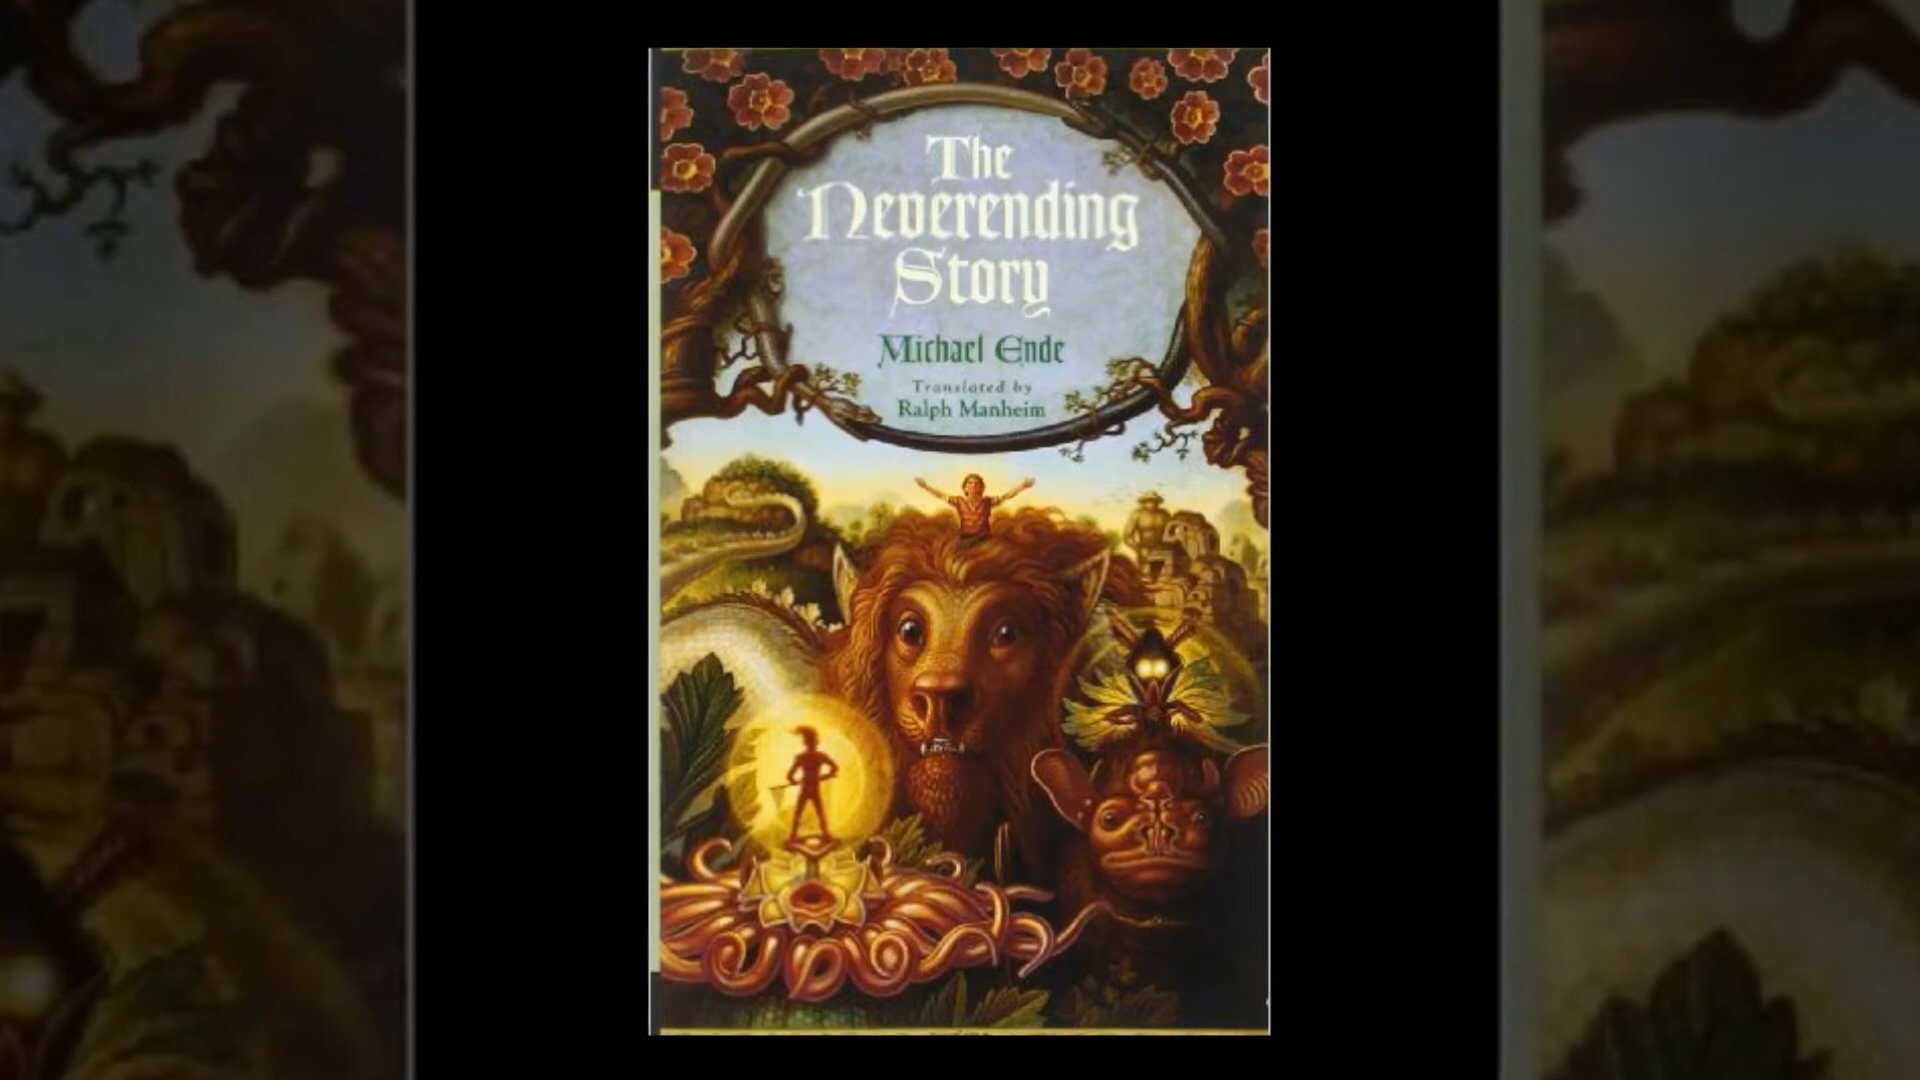 The
Neverending
Story
Michael Ende
Translated by
Ralph Manheim